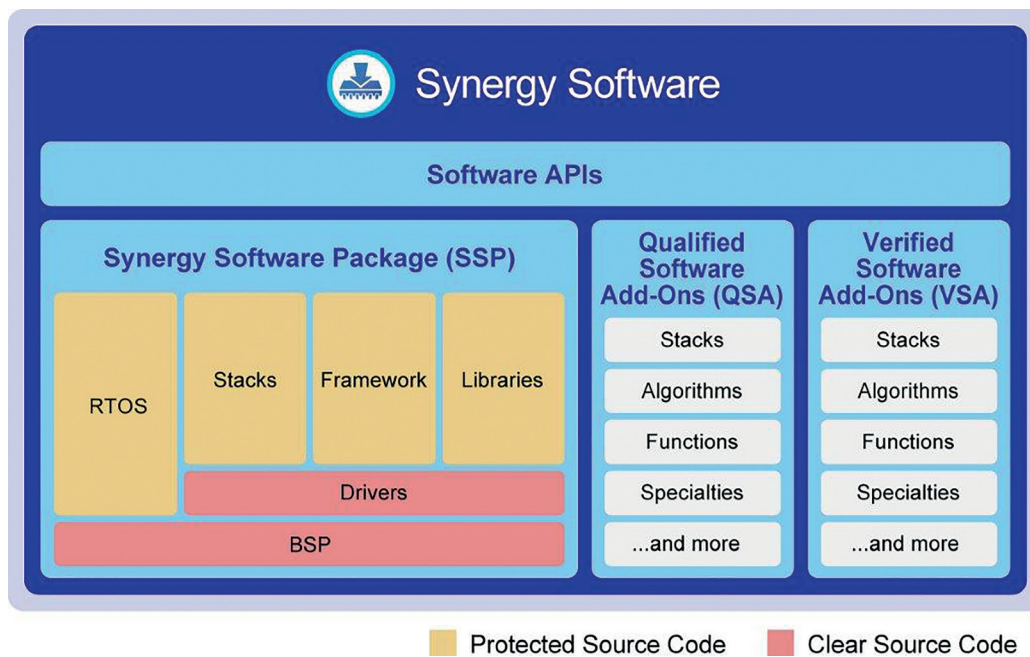 Synergy Software
Software APIs
Synergy Software Package (SSP)
RTOS
Stacks
Framework
Libraries
Drivers
BSP
Qualified
Software
Add-Ons (QSA)
Stacks
Algorithms
Functions
Specialties
...and more
Verified
Software
Add-Ons (VSA)
Stacks
Algorithms
Functions
Specialties
...and more
Protected Source Code
Clear Source Code